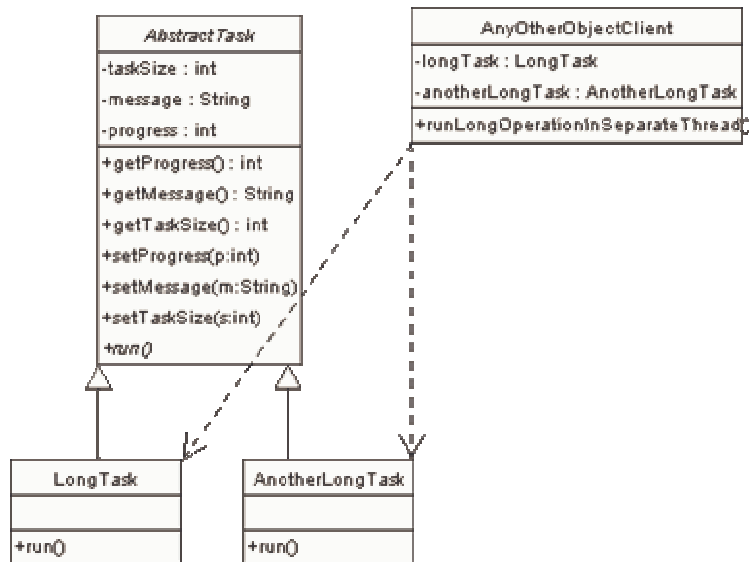 AbstractTask
-taskSize : int
-message : String
-progress : int
+getProgress() : int
+getMessage() : String
+getTaskSize() : int
+setProgress(p:int)
+setMessage(m:String)
+setTaskSize(s:int)
+run()
AnyOtherObjectClient
-longTask : LongTask
-anotherLongTask : AnotherLongTask
+runLongOperationInSeparateThread()
LongTask
+run()
AnotherLongTask
+run()